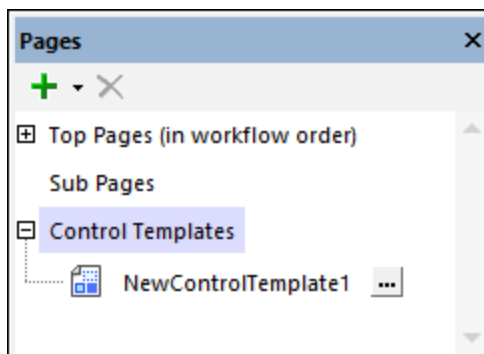 Pages
Top Pages (in workflow order)
Sub Pages
Control Templates
NewControlTemplate1 ...